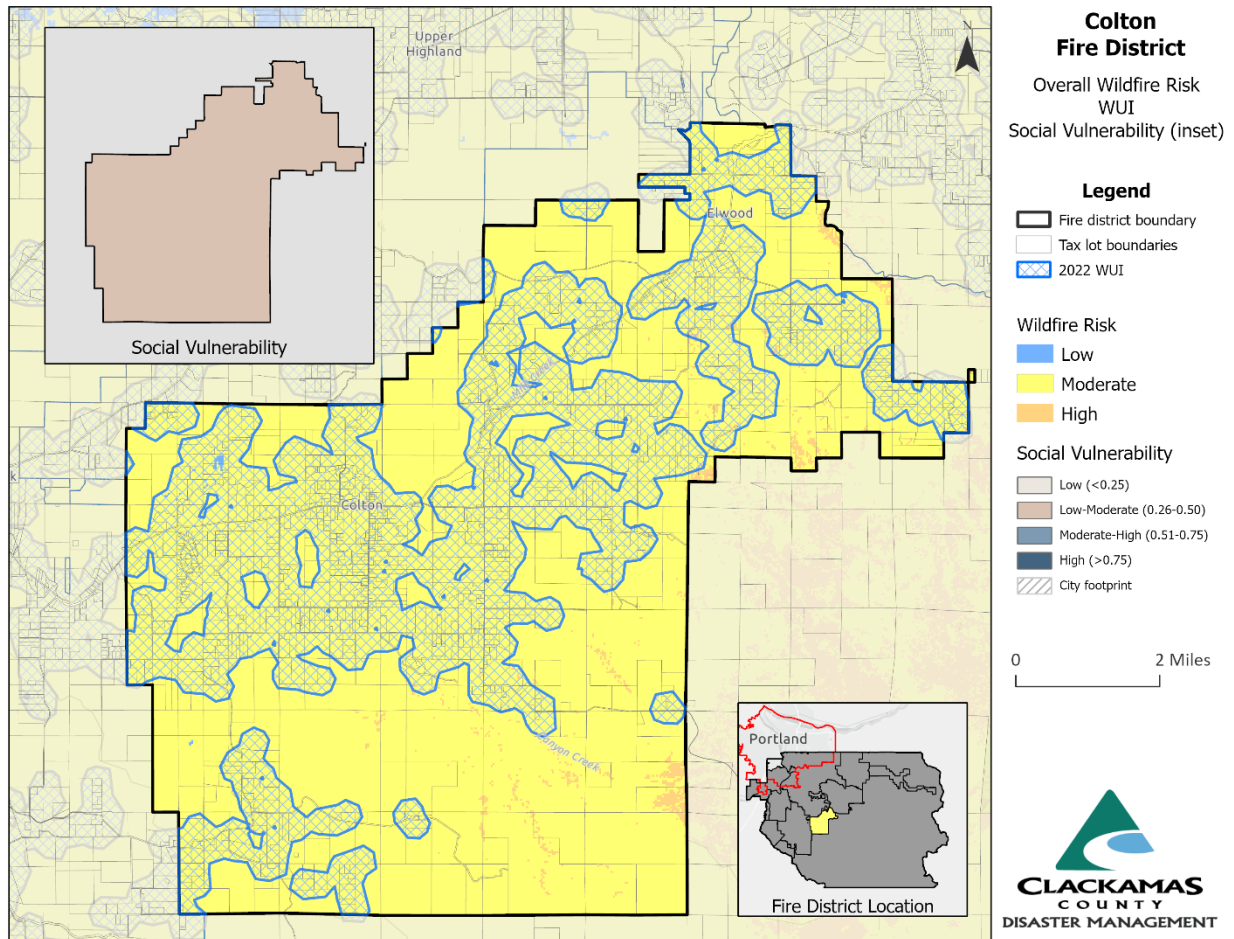 Colton
Fire District
Overall Wildfire Risk
WUI
Social Vulnerability (inset)
Legend
Fire district boundary
Tax lot boundaries
2022 WUI
Wildfire Risk
Low
Moderate
High
Social Vulnerability
Low (<0.25)
Low-Moderate (0.26-0.50)
Moderate-High (0.51-0.75)
High (>0.75)
City footprint
0 2 Miles
CLACKAMAS
COUNTY
DISASTER MANAGEMENT
N
Upper
Highland
Social Vulnerability
Elwood
Colton
Canyon Creek
Portland
Fire District Location